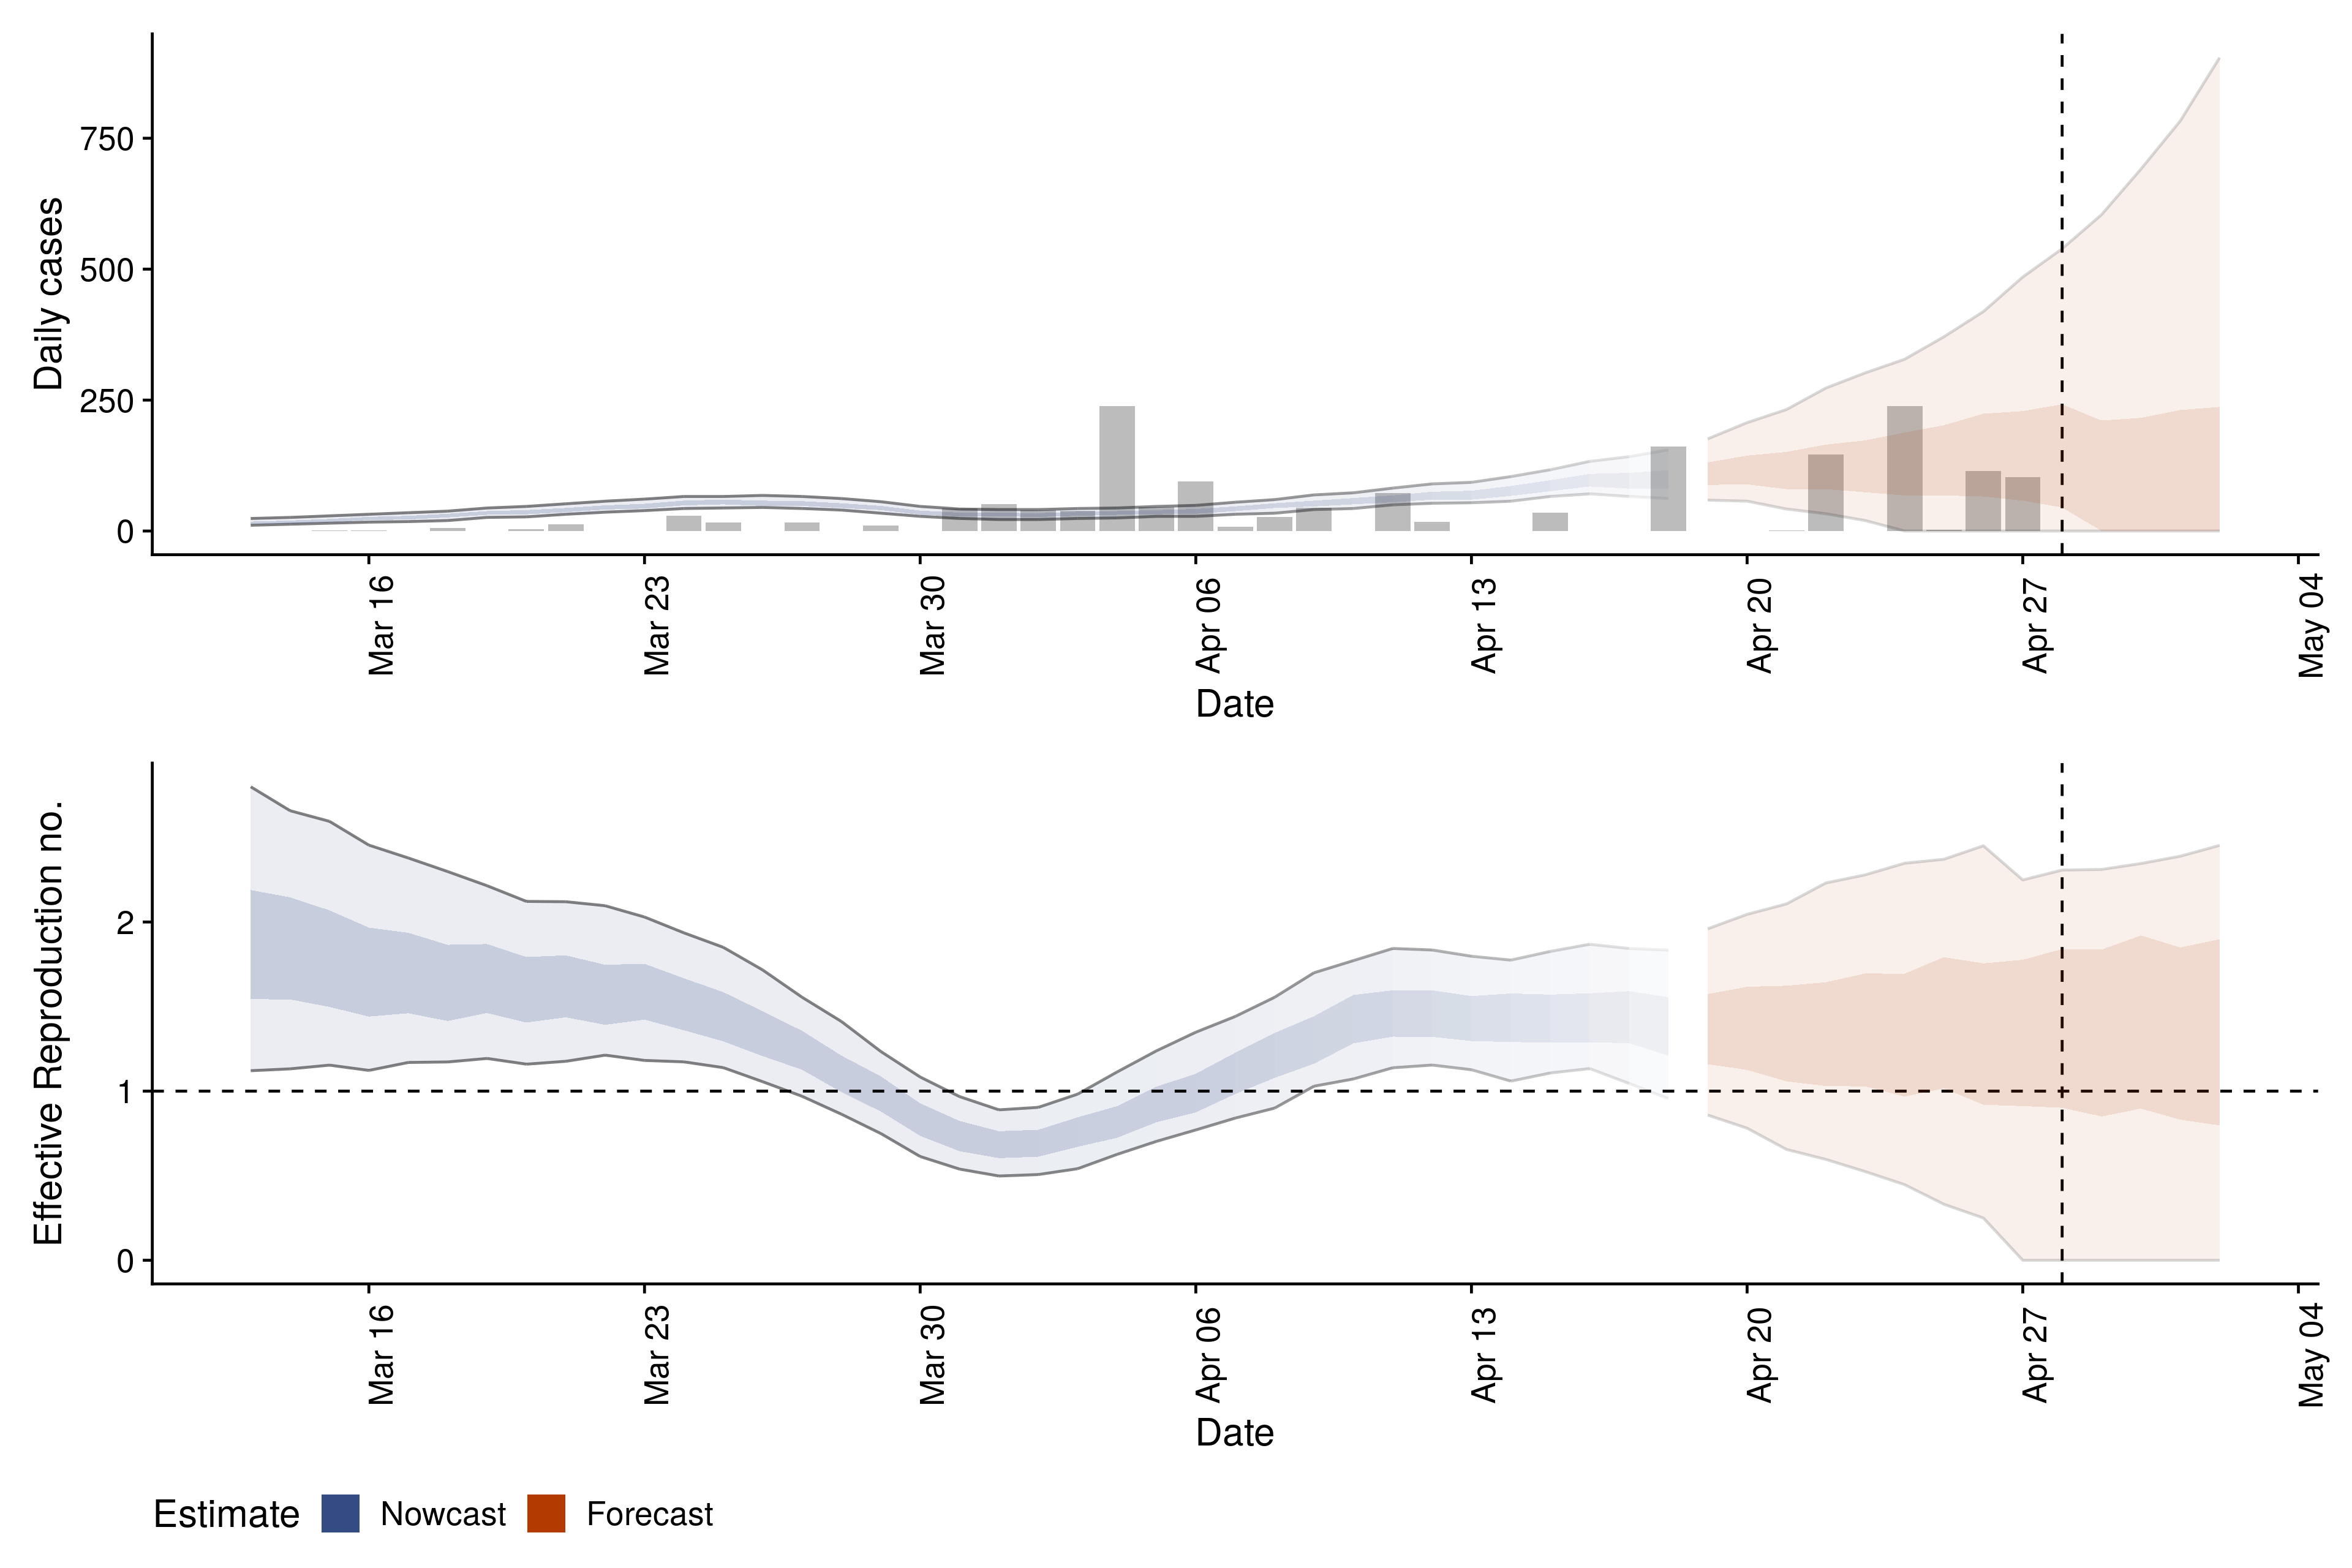 Daily cases
750
500
250
0
Mar 16
Mar 23
Mar 30
Apr 06
Apr 13
Apr 20
Apr 27
May 04
Date
Effective Reproduction no.
2
1
0
Mar 16
Mar 23
Mar 30
Apr 06
Apr 13
Apr 20
Apr 27
May 04
Date
Estimate Nowcast Forecast